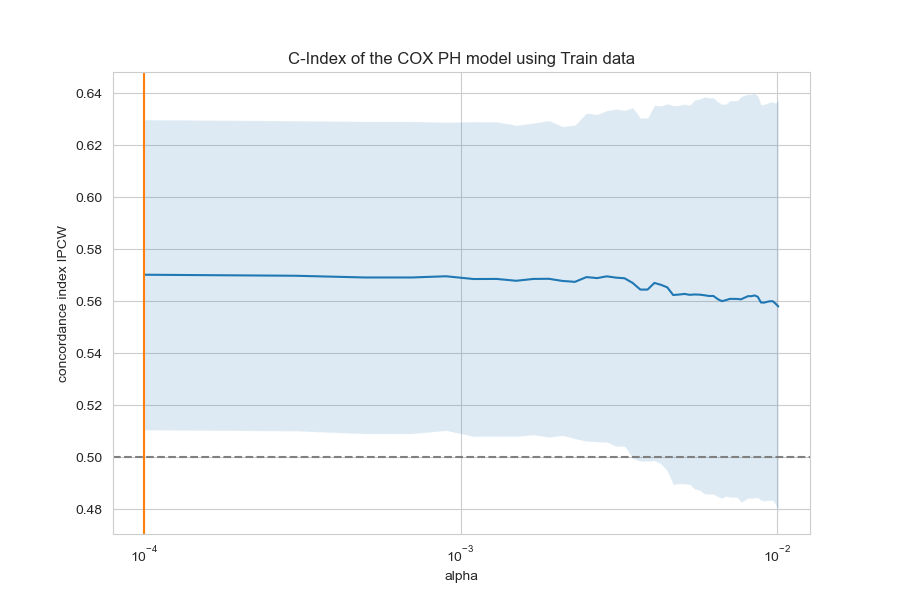 C-Index of the COX PH model using Train data
concordance index IPCW
0.64
0.62
0.60
0.58
0.56
0.54
0.52
0.50
0.48
10⁻⁴ 10⁻³ 10⁻²
alpha